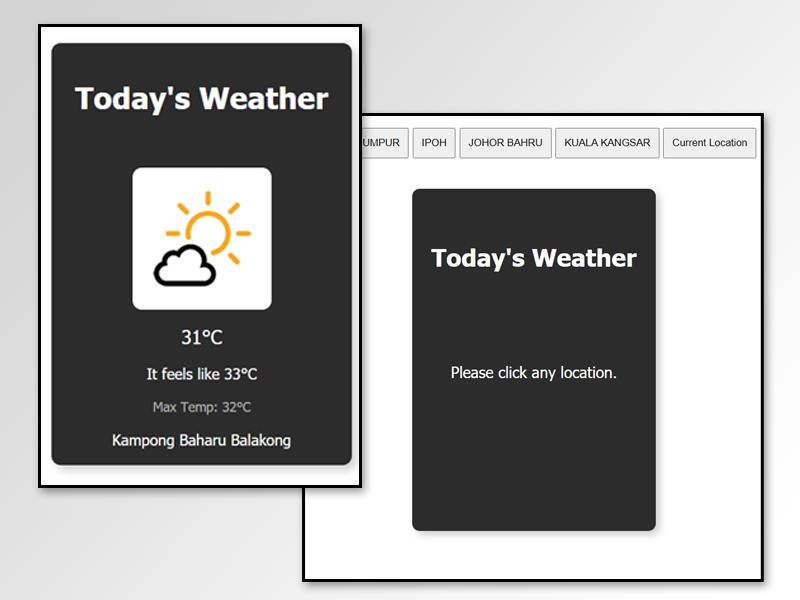 Today's Weather
31°C
It feels like 33°C
Max Temp: 32°C
Kampong Baharu Balakong
UMPUR
IPOH
JOHOR BAHRU
KUALA KANGSAR
Current Location
Today's Weather
Please click any location.